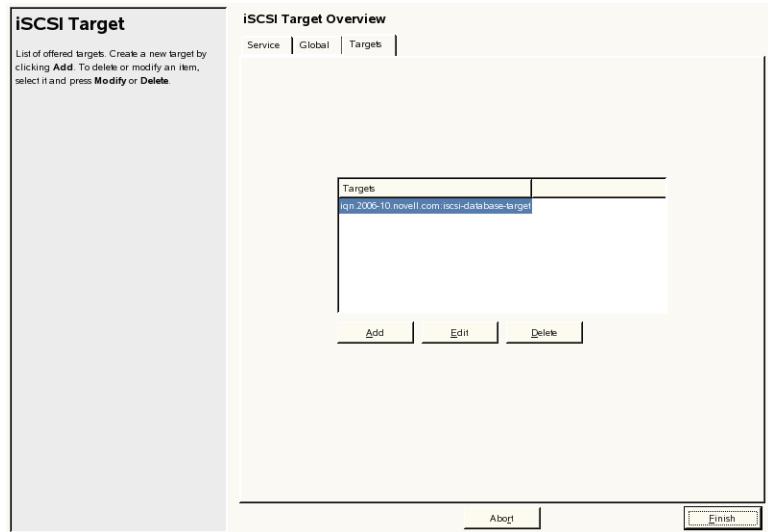 iSCSI Target
List of offered targets. Create a new target by
clicking Add. To delete or modify an item,
select it and press Modify or Delete.
iSCSI Target Overview
Service Global Targets
Targets
iqn.2006-10.novell.com:iscsi-database-target
Add Edit Delete
Abort Finish